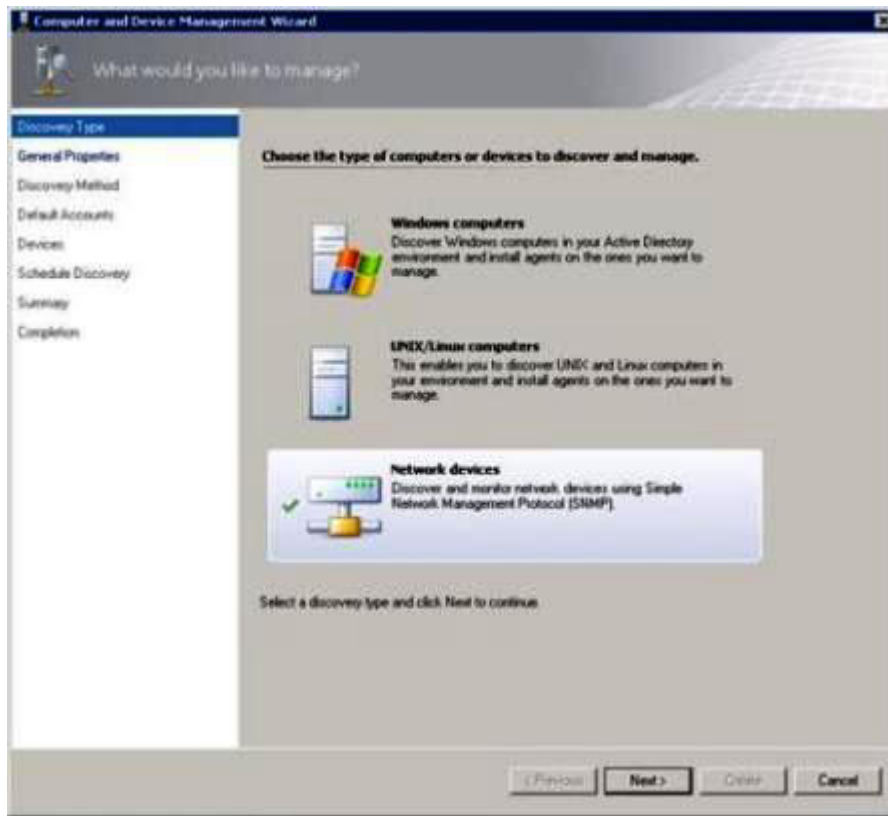 Computer and Device Management Wizard
What would you like to manage?
Discovery Type
General Properties
Discovery Method
Default Accounts
Devices
Schedule Discovery
Summary
Completion
Choose the type of computers or devices to discover and manage.
Windows computers
Discover Windows computers in your Active Directory
environment and install agents on the ones you want to
manage.
UNIX/Linux computers
This enables you to discover UNIX and Linux computers in
your environment and install agents on the ones you want to
manage.
Network devices
Discover and monitor network devices using Simple
Network Management Protocol (SNMP).
Select a discovery type and click Next to continue
< Previous
Next >
Create
Cancel